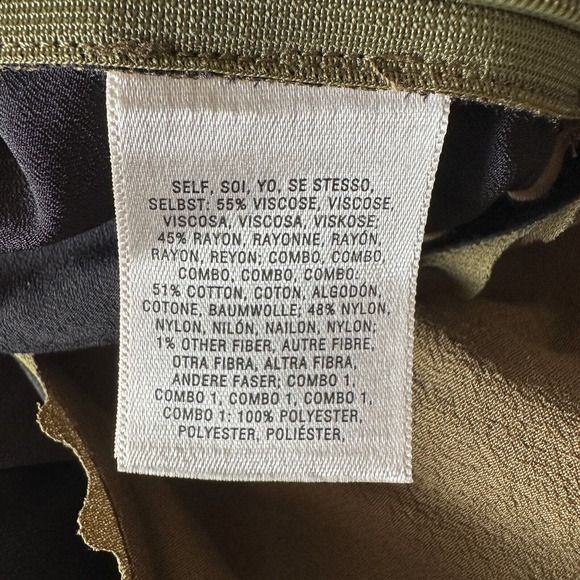 SELF, SOI, YO. SE STESSO,
SELBST: 55% VISCOSE, VISCOSE,
VISCOSA, VISCOSA, VISKOSE;
45% RAYON, RAYONNE, RAYÓN,
RAYON, REYON; COMBO, COMBO,
COMBO, COMBO, COMBO:
51% COTTON, COTON, ALGODÓN,
COTONE, BAUMWOLLE; 48% NYLON,
NYLON, NILÓN, NAILON, NYLON;
1% OTHER FIBER, AUTRE FIBRE,
OTRA FIBRA, ALTRA FIBRA,
ANDERE FASER; COMBO 1,
COMBO 1, COMBO 1, COMBO 1,
COMBO 1: 100% POLYESTER,
POLYESTER, POLIÉSTER,